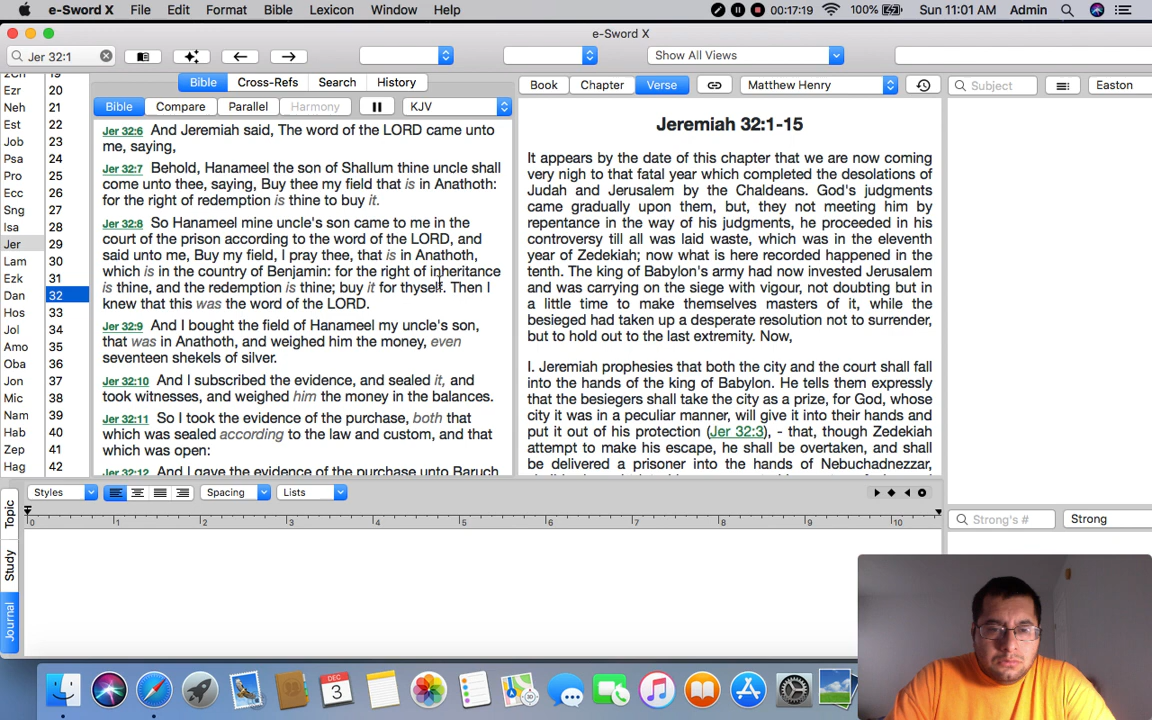 e-Sword X File Edit Format Bible Lexicon Window Help 00:17:19 100% Sun 11:01 AM Admin
e-Sword X
Jer 32:1 Show All Views
Bible Cross-Refs Search History
Bible Compare Parallel Harmony KJV
Book Chapter Verse Matthew Henry Subject Easton
19
Ezr 20
Neh 21
Est 22
Job 23
Psa 24
Pro 25
Ecc 26
Sng 27
Isa 28
Jer 29
Lam 30
Ezk 31
Dan 32
Hos 33
Jol 34
Amo 35
Oba 36
Jon 37
Mic 38
Nam 39
Hab 40
Zep 41
Hag 42
Jer 32:6 And Jeremiah said, The word of the LORD came unto
me, saying,
Jer 32:7 Behold, Hanameel the son of Shallum thine uncle shall
come unto thee, saying, Buy thee my field that is in Anathoth:
for the right of redemption is thine to buy it.
Jer 32:8 So Hanameel mine uncle's son came to me in the
court of the prison according to the word of the LORD, and
said unto me, Buy my field, I pray thee, that is in Anathoth,
which is in the country of Benjamin: for the right of inheritance
is thine, and the redemption is thine; buy it for thyself. Then I
knew that this was the word of the LORD.
Jer 32:9 And I bought the field of Hanameel my uncle's son,
that was in Anathoth, and weighed him the money, even
seventeen shekels of silver.
Jer 32:10 And I subscribed the evidence, and sealed it, and
took witnesses, and weighed him the money in the balances.
Jer 32:11 So I took the evidence of the purchase, both that
which was sealed according to the law and custom, and that
which was open:
Jer 32:12 And I gave the evidence of the purchase unto Baruch
Jeremiah 32:1-15
It appears by the date of this chapter that we are now coming
very nigh to that fatal year which completed the desolations of
Judah and Jerusalem by the Chaldeans. God's judgments
came gradually upon them, but, they not meeting him by
repentance in the way of his judgments, he proceeded in his
controversy till all was laid waste, which was in the eleventh
year of Zedekiah; now what is here recorded happened in the
tenth. The king of Babylon's army had now invested Jerusalem
and was carrying on the siege with vigour, not doubting but in
a little time to make themselves masters of it, while the
besieged had taken up a desperate resolution not to surrender,
but to hold out to the last extremity. Now,
I. Jeremiah prophesies that both the city and the court shall fall
into the hands of the king of Babylon. He tells them expressly
that the besiegers shall take the city as a prize, for God, whose
city it was in a peculiar manner, will give it into their hands and
put it out of his protection (Jer 32:3), - that, though Zedekiah
attempt to make his escape, he shall be overtaken, and shall
be delivered a prisoner into the hands of Nebuchadnezzar,
Styles Spacing Lists
0 1 2 3 4 5 6 7 8 9 10
Strong's # Strong
Topic
Study
Journal
DEC
3